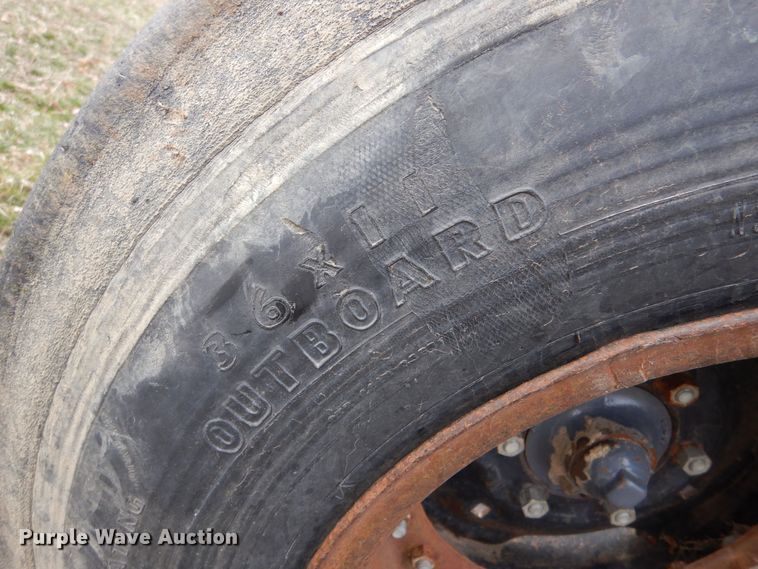 36x11
OUTBOARD
Purple Wave Auction